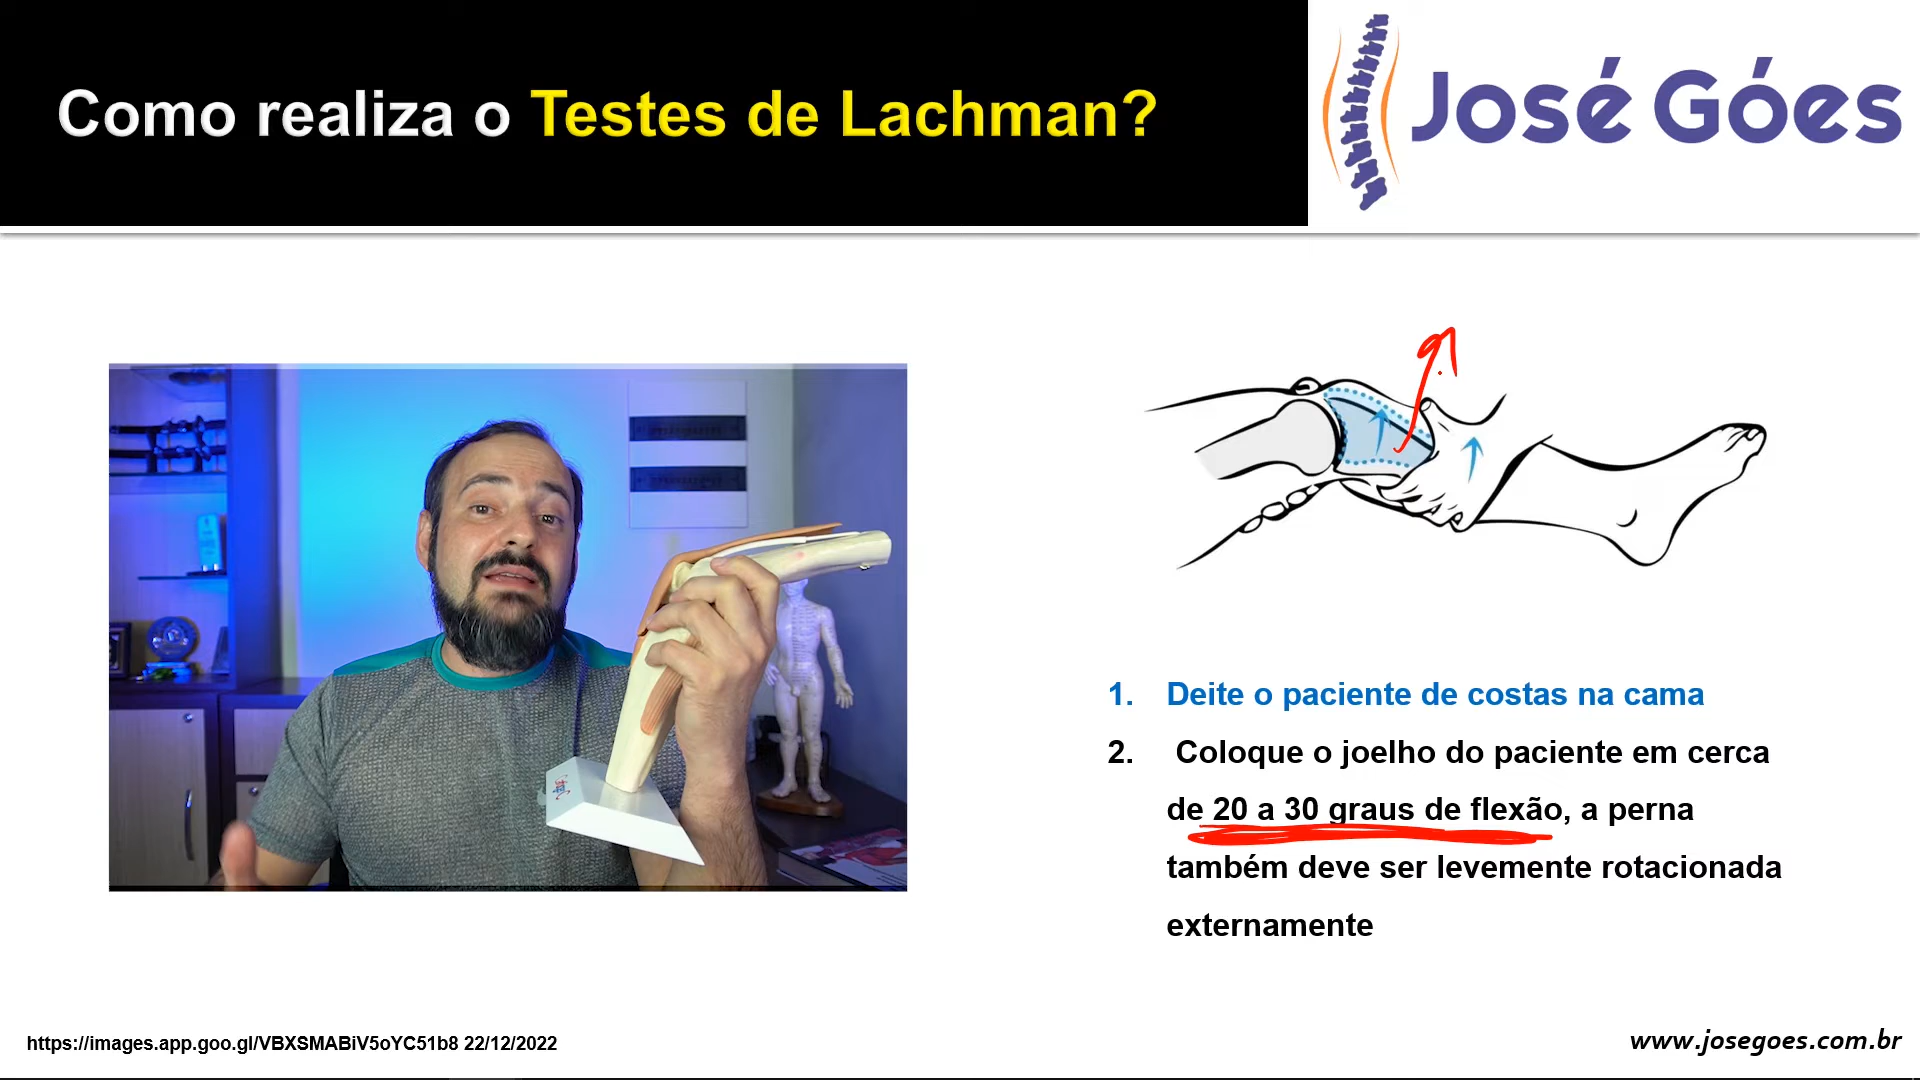 Como realiza o Testes de Lachman?
José Góes
1. Deite o paciente de costas na cama
2. Coloque o joelho do paciente em cerca
de 20 a 30 graus de flexão, a perna
também deve ser levemente rotacionada
externamente
https://images.app.goo.gl/VBXSMABiV5oYC51b8 22/12/2022
www.josegoes.com.br